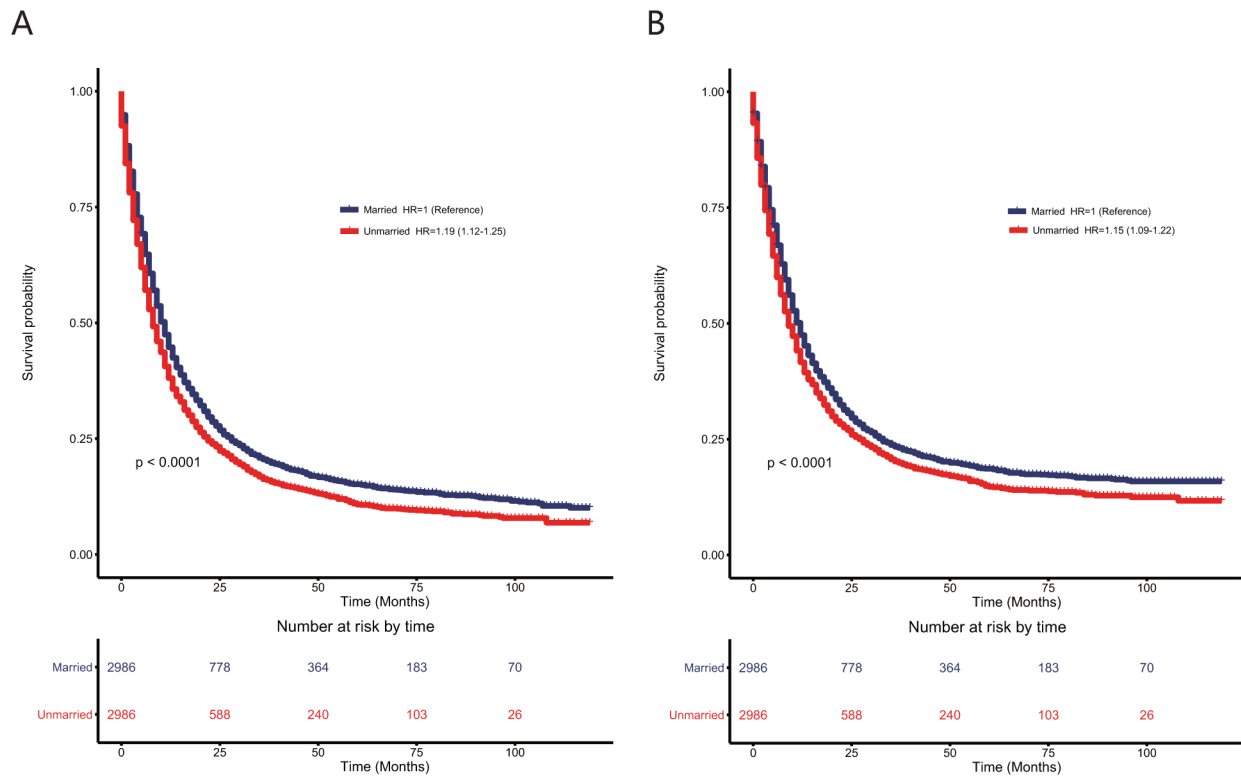 A
1.00
0.75
0.50
0.25
0.00
Survival probability
Married HR=1 (Reference)
Unmarried HR=1.19 (1.12-1.25)
p < 0.0001
0 25 50 75 100
Time (Months)
Number at risk by time
Married 2986 778 364 183 70
Unmarried 2986 588 240 103 26
0 25 50 75 100
Time (Months)
B
1.00
0.75
0.50
0.25
0.00
Survival probability
Married HR=1 (Reference)
Unmarried HR=1.15 (1.09-1.22)
p < 0.0001
0 25 50 75 100
Time (Months)
Number at risk by time
Married 2986 778 364 183 70
Unmarried 2986 588 240 103 26
0 25 50 75 100
Time (Months)